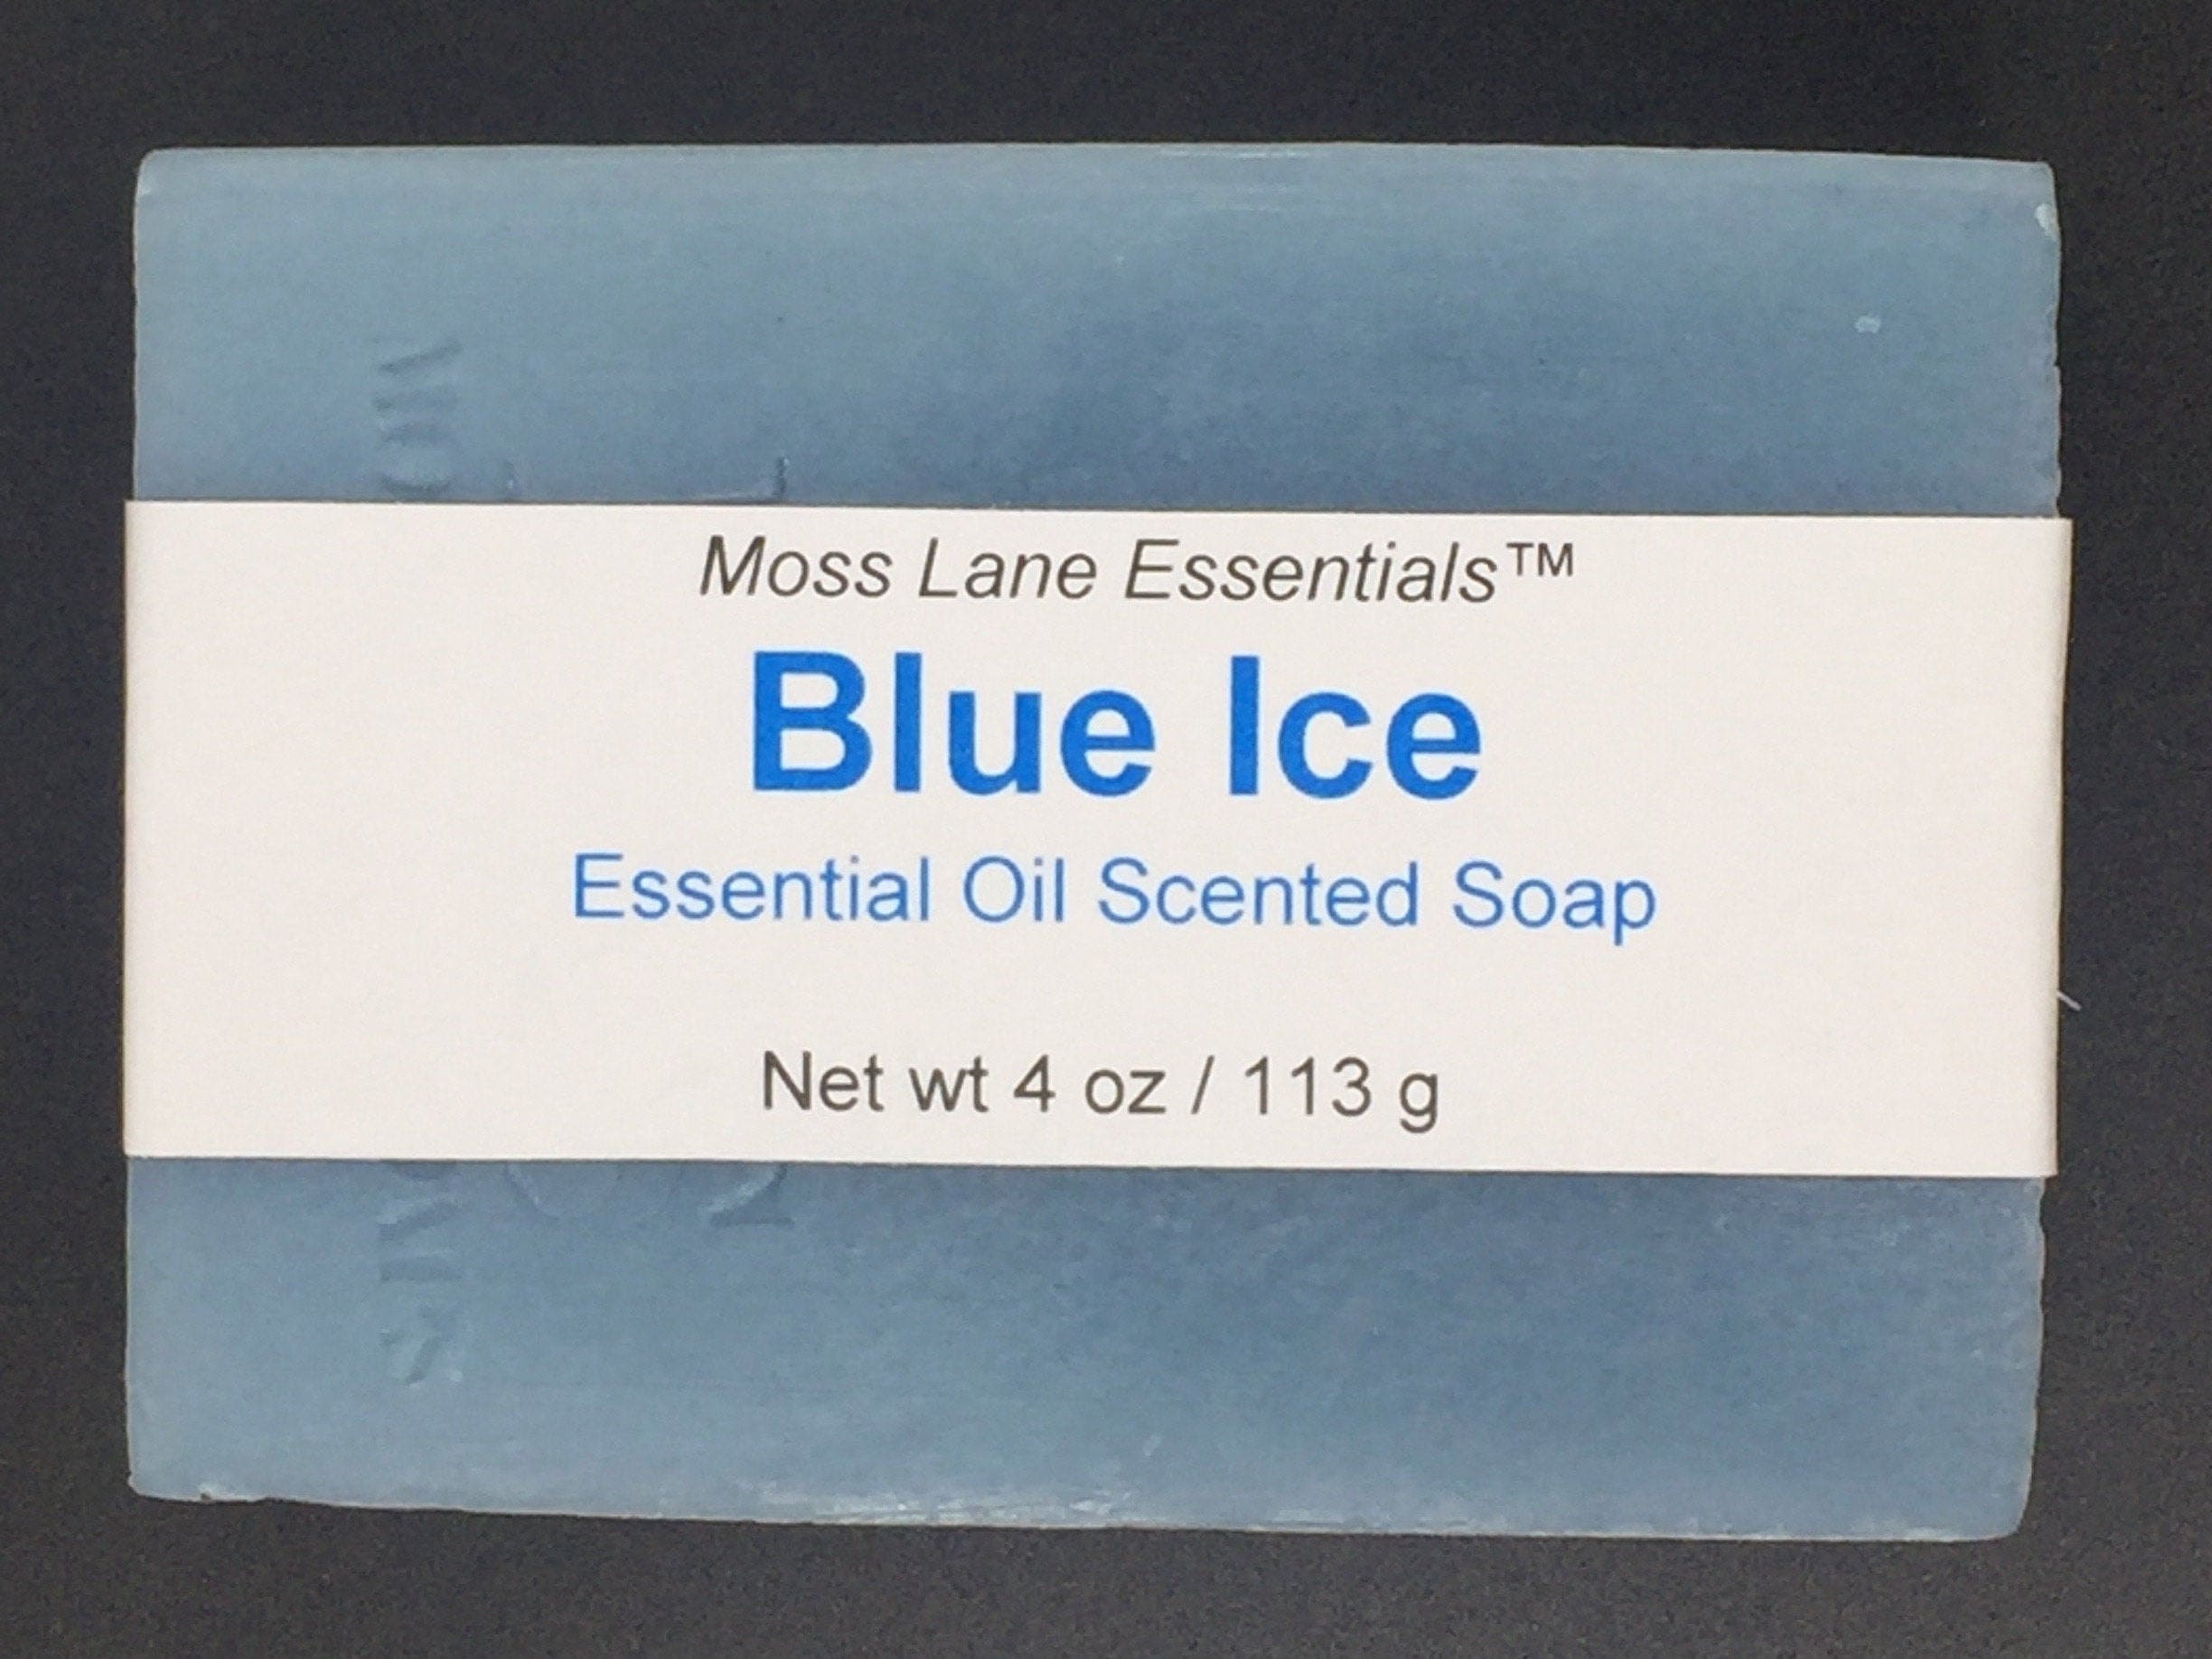 Moss Lane Essentials™
Blue Ice
Essential Oil Scented Soap
Net wt 4 oz / 113 g